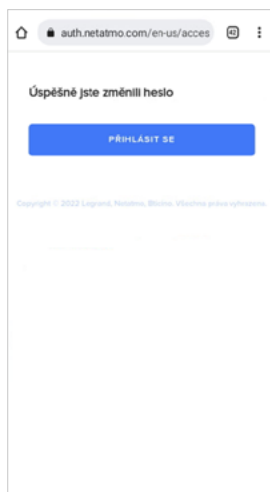 auth.netatmo.com/en-us/acces
42
Úspěšně jste změnili heslo
PŘIHLÁSIT SE
Copyright © 2022 Legrand, Netatmo, Bticino. Všechna práva vyhrazena.